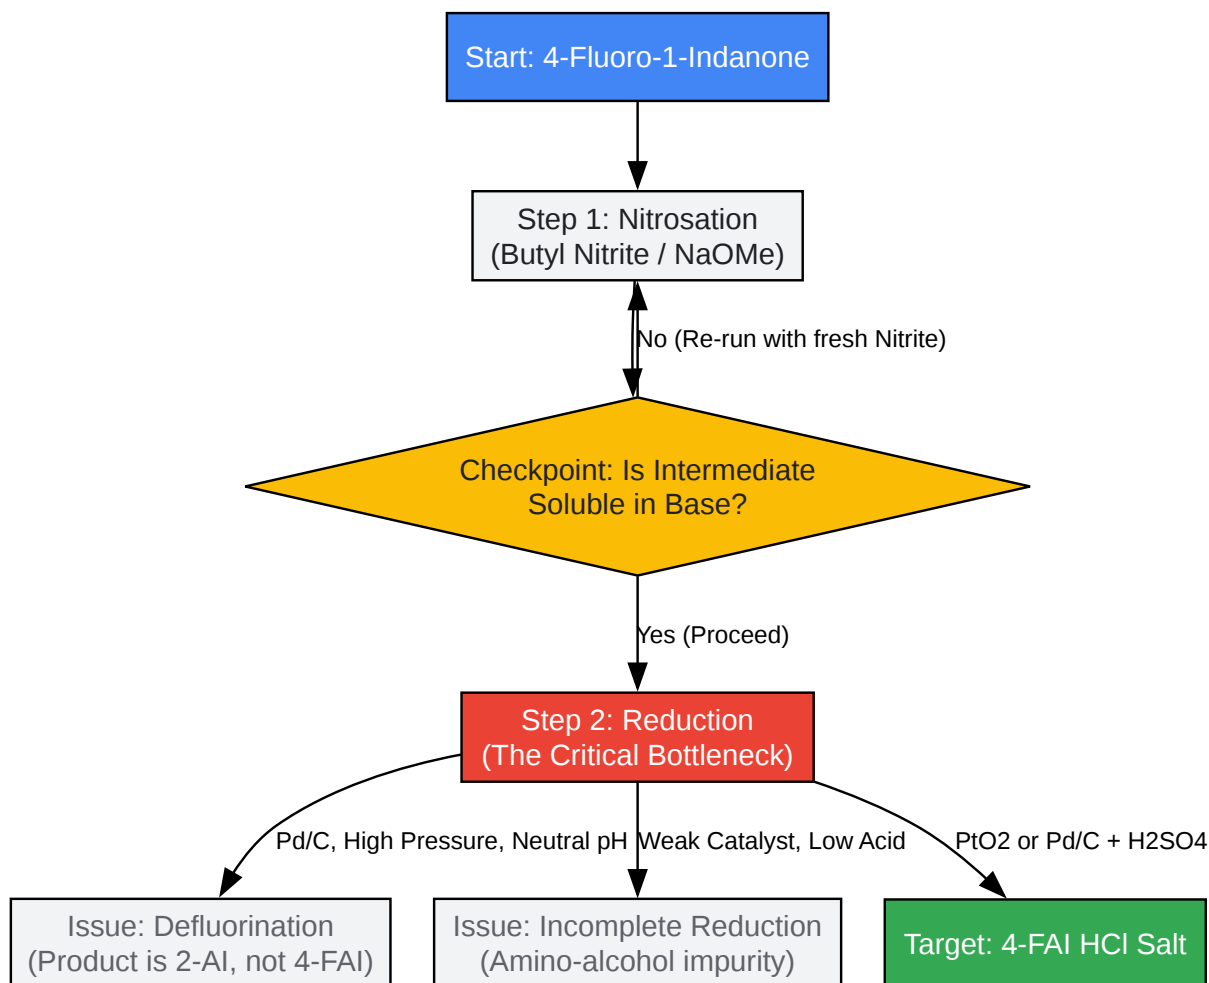 Start: 4-Fluoro-1-Indanone
Step 1: Nitrosation
(Butyl Nitrite / NaOMe)
No (Re-run with fresh Nitrite)
Checkpoint: Is Intermediate
Soluble in Base?
Yes (Proceed)
Step 2: Reduction
(The Critical Bottleneck)
Pd/C, High Pressure, Neutral pH
Weak Catalyst, Low Acid
PtO2 or Pd/C + H2SO4
Issue: Defluorination
(Product is 2-AI, not 4-FAI)
Issue: Incomplete Reduction
(Amino-alcohol impurity)
Target: 4-FAI HCl Salt